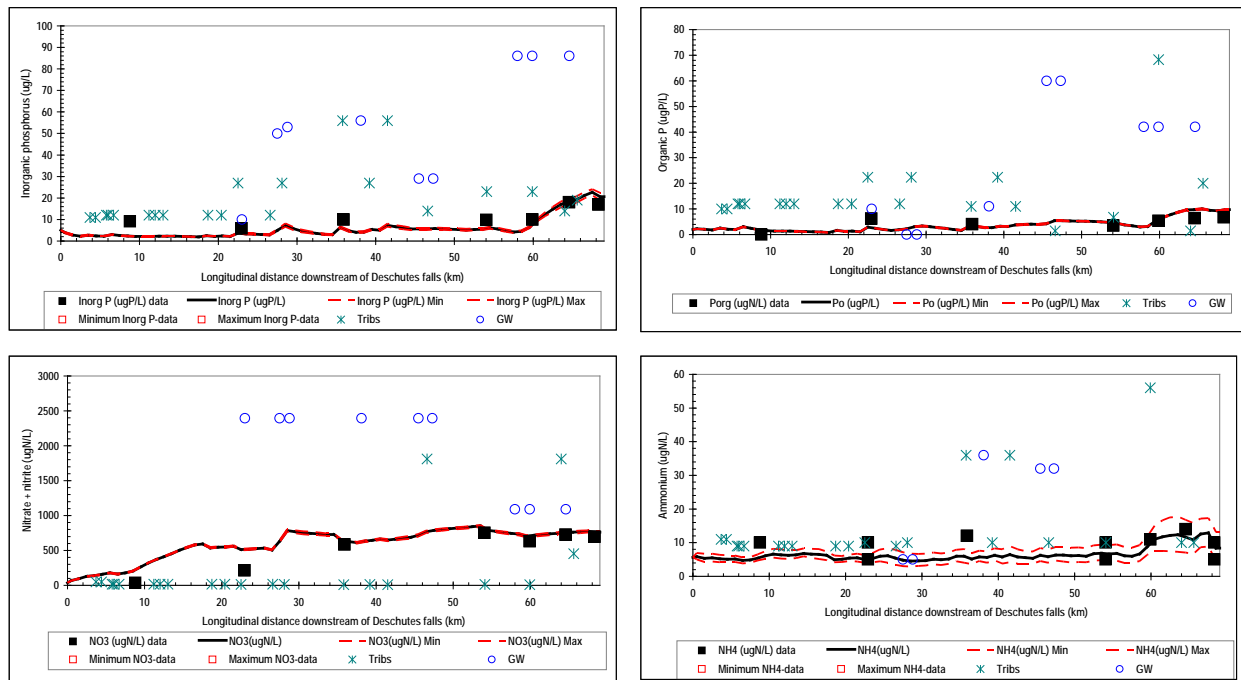 Inorganic phosphorus (ug/L)
100
90
80
70
60
50
40
30
20
10
0
0 10 20 30 40 50 60
Longitudinal distance downstream of Deschutes falls (km)
Inorg P (ugP/L) data Inorg P (ugP/L) Inorg P (ugP/L) Min Inorg P (ugP/L) Max
Minimum Inorg P-data Maximum Inorg P-data Tribs GW
Organic P (ugP/L)
80
70
60
50
40
30
20
10
0
0 10 20 30 40 50 60
Longitudinal distance downstream of Deschutes falls (km)
Porg (ugN/L) data Po (ugP/L) Po (ugP/L) Min Po (ugP/L) Max Tribs GW
Nitrate + nitrite (ugN/L)
3000
2500
2000
1500
1000
500
0
0 10 20 30 40 50 60
Longitudinal distance downstream of Deschutes falls (km)
NO3 (ugN/L) data NO3(ugN/L) NO3(ugN/L) Min NO3(ugN/L) Max
Minimum NO3-data Maximum NO3-data Tribs GW
Ammonium (ugN/L)
60
50
40
30
20
10
0
0 10 20 30 40 50 60
Longitudinal distance downstream of Deschutes falls (km)
NH4 (ugN/L) data NH4(ugN/L) NH4(ugN/L) Min NH4(ugN/L) Max
Minimum NH4-data Maximum NH4-data Tribs GW